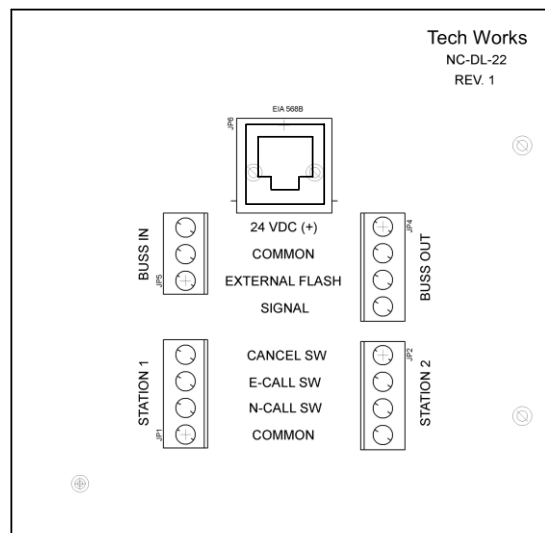 Tech Works
NC-DL-22
REV. 1
EIA 568B
JP6
24 VDC (+)
COMMON
EXTERNAL FLASH
SIGNAL
BUSS IN
JP5
JP4
BUSS OUT
CANCEL SW
E-CALL SW
N-CALL SW
COMMON
STATION 1
JP1
JP2
STATION 2